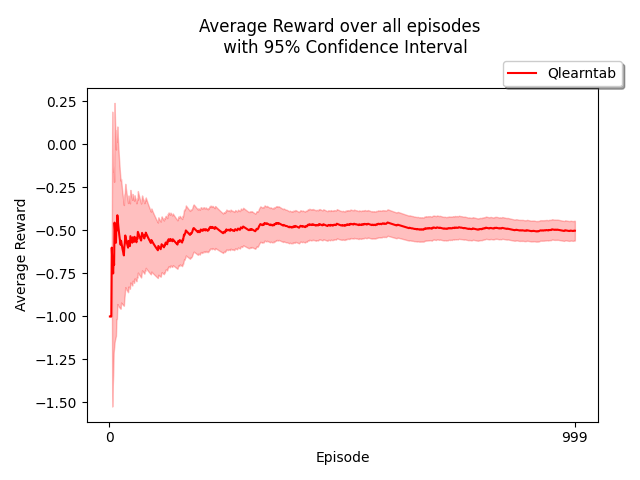 Average Reward over all episodes
with 95% Confidence Interval
Qlearntab
Average Reward
0.25
0.00
−0.25
−0.50
−0.75
−1.00
−1.25
−1.50
0
999
Episode